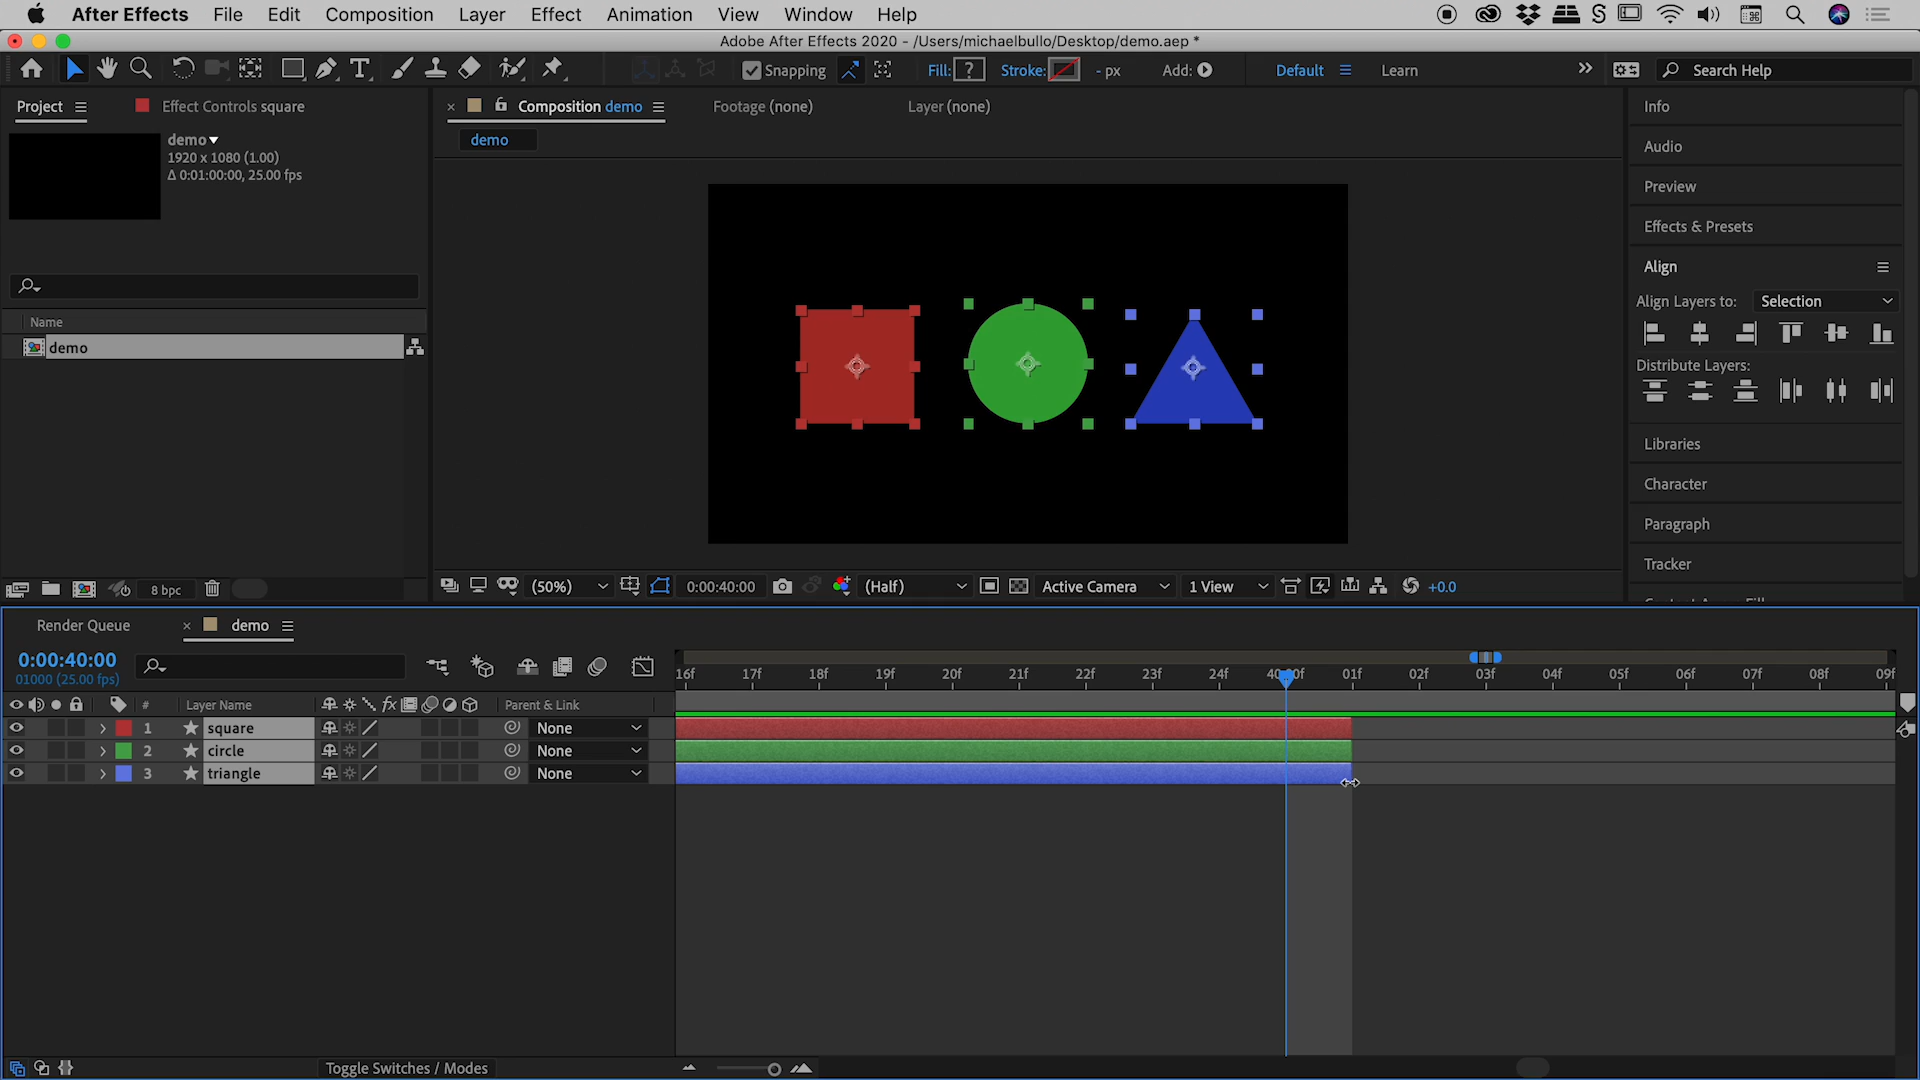 After Effects File Edit Composition Layer Effect Animation View Window Help
Adobe After Effects 2020 - /Users/michaelbullo/Desktop/demo.aep *
Snapping Fill: ? Stroke: - px Add: Default Learn Search Help
Project Effect Controls square
Composition demo Footage (none) Layer (none)
demo
demo
1920 x 1080 (1.00)
Δ 0:01:00:00, 25.00 fps
Name
demo
8 bpc
(50%) 0:00:40:00 (Half) Active Camera 1 View +0.0
Info
Audio
Preview
Effects & Presets
Align
Align Layers to: Selection
Distribute Layers:
Libraries
Character
Paragraph
Tracker
Render Queue demo
0:00:40:00
01000 (25.00 fps)
16f 17f 18f 19f 20f 21f 22f 23f 24f 01f 02f 03f 04f 05f 06f 07f 08f 09f
# Layer Name fx Parent & Link
1 square None
2 circle None
3 triangle None
Toggle Switches / Modes